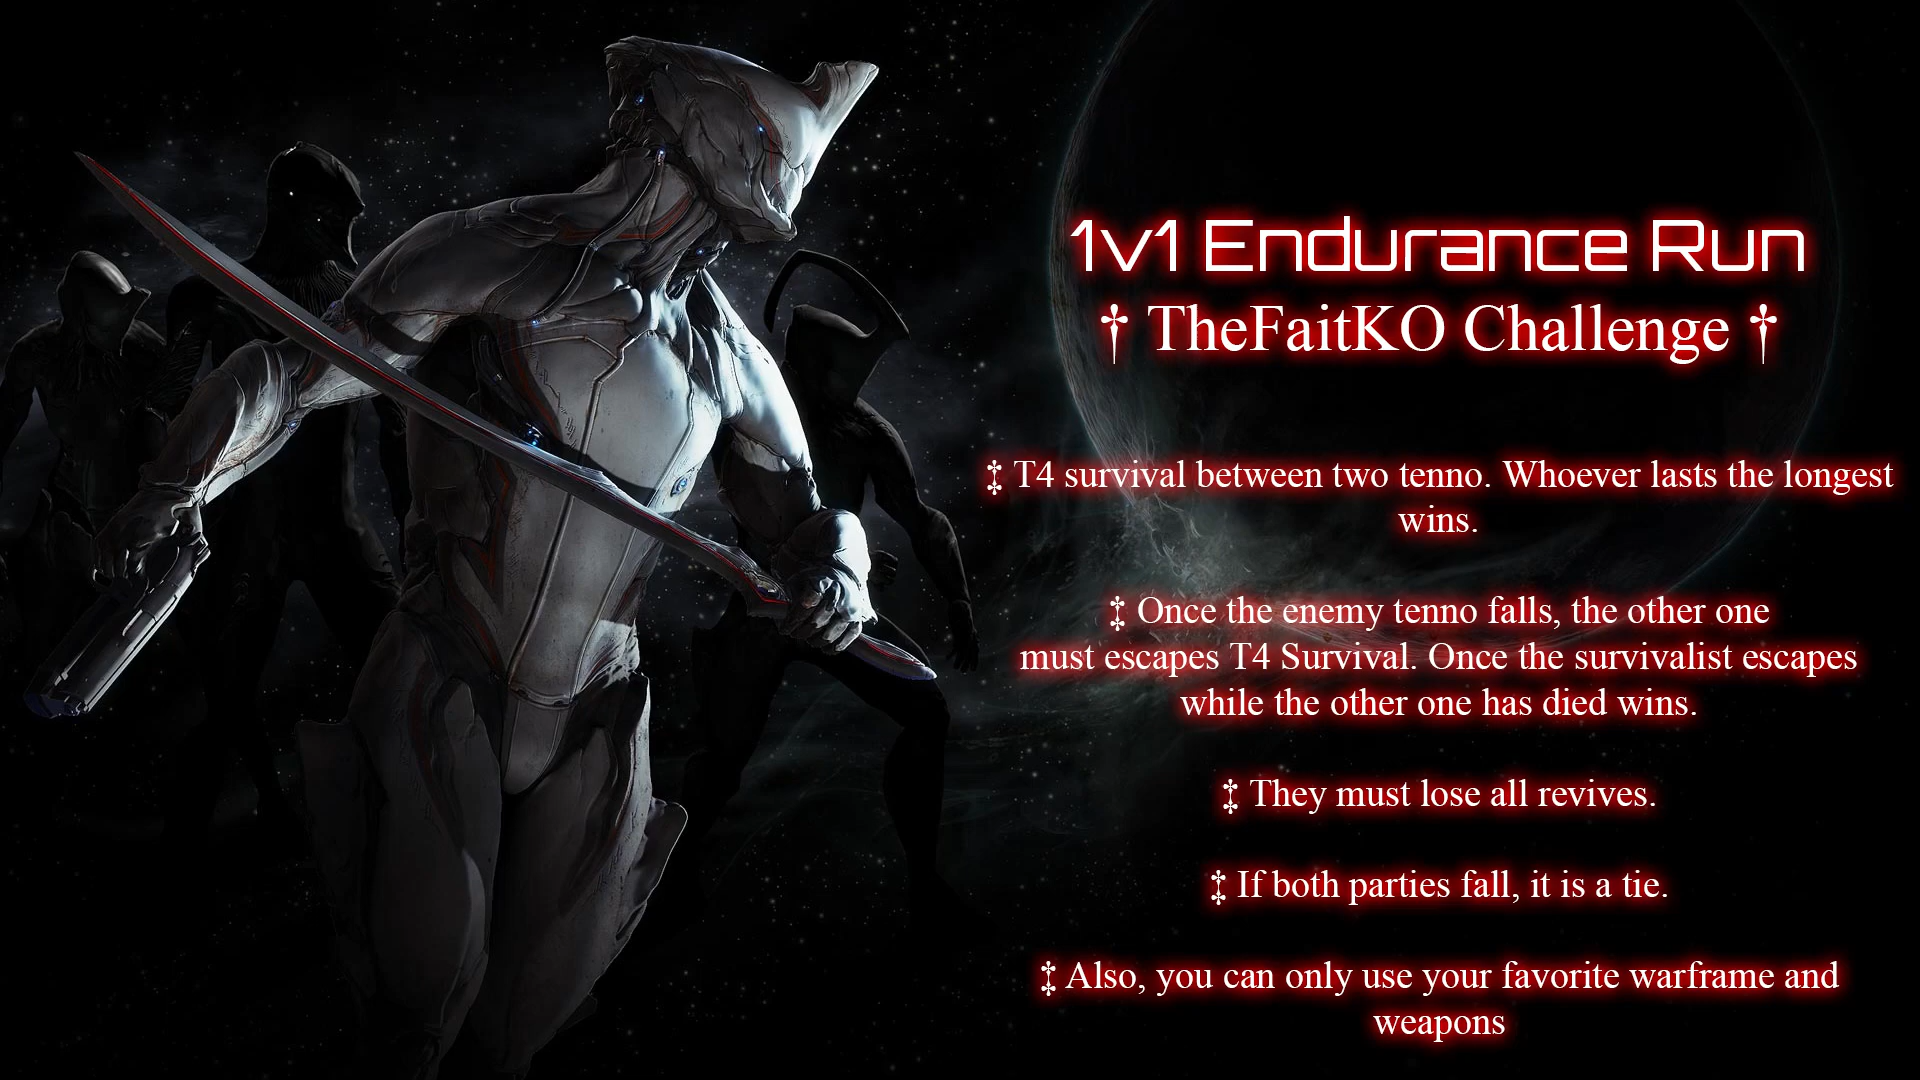 1v1 Endurance Run
† TheFaitKO Challenge †
‡ T4 survival between two tenno. Whoever lasts the longest
wins.
‡ Once the enemy tenno falls, the other one
must escapes T4 Survival. Once the survivalist escapes
while the other one has died wins.
‡ They must lose all revives.
‡ If both parties fall, it is a tie.
‡ Also, you can only use your favorite warframe and
weapons